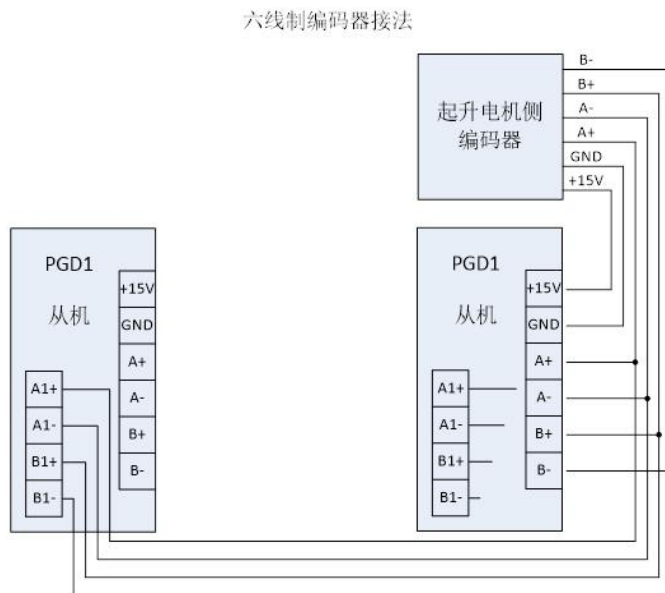 六线制编码器接法
起升电机侧
编码器
B-
B+
A-
A+
GND
+15V
PGD1
从机
+15V
GND
A+
A-
B+
B-
A1+
A1-
B1+
B1-
PGD1
从机
+15V
GND
A+
A-
B+
B-
A1+
A1-
B1+
B1-